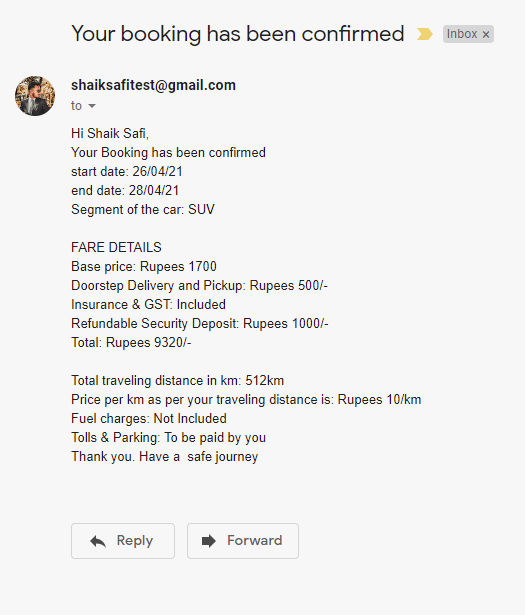 Your booking has been confirmed Inbox ×
shaiksafitest@gmail.com
to
Hi Shaik Safi,
Your Booking has been confirmed
start date: 26/04/21
end date: 28/04/21
Segment of the car: SUV
FARE DETAILS
Base price: Rupees 1700
Doorstep Delivery and Pickup: Rupees 500/-
Insurance & GST: Included
Refundable Security Deposit: Rupees 1000/-
Total: Rupees 9320/-
Total traveling distance in km: 512km
Price per km as per your traveling distance is: Rupees 10/km
Fuel charges: Not Included
Tolls & Parking: To be paid by you
Thank you. Have a  safe journey
Reply Forward